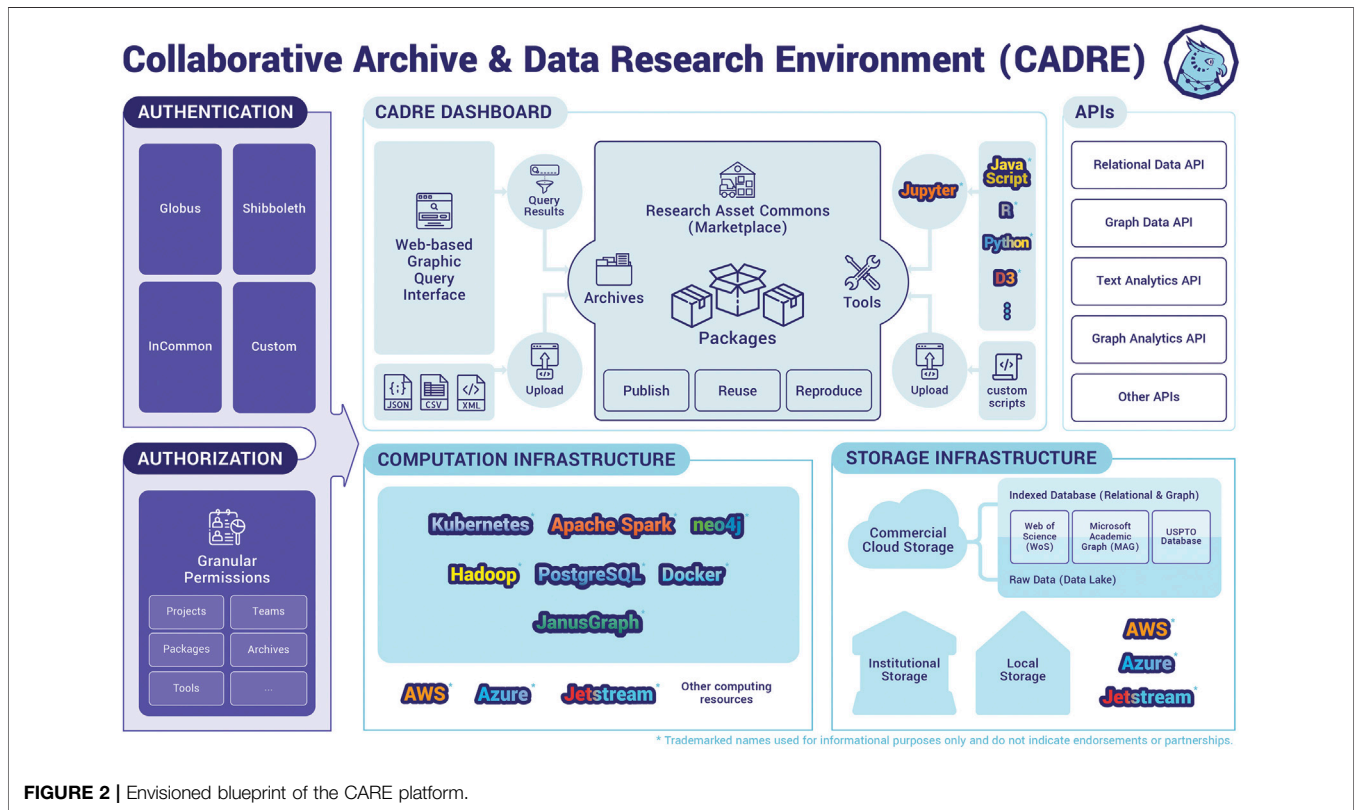 Collaborative Archive & Data Research Environment (CADRE)
AUTHENTICATION
Globus
Shibboleth
InCommon
Custom
AUTHORIZATION
Granular
Permissions
Projects
Teams
Packages
Archives
Tools
...
CADRE DASHBOARD
Web-based
Graphic
Query
Interface
{;}
JSON
CSV
</>
XML
Query
Results
</>
Upload
Research Asset Commons
(Marketplace)
Archives
Packages
Tools
Publish
Reuse
Reproduce
Jupyter*
</>
Upload
Java
Script*
R*
Python*
D3*
</>
custom
scripts
APIs
Relational Data API
Graph Data API
Text Analytics API
Graph Analytics API
Other APIs
COMPUTATION INFRASTRUCTURE
Kubernetes*
Apache Spark*
neo4j*
Hadoop*
PostgreSQL*
Docker*
JanusGraph*
AWS*
Azure*
Jetstream*
Other computing
resources
STORAGE INFRASTRUCTURE
Commercial
Cloud Storage
Indexed Database (Relational & Graph)
Web of
Science
(WoS)
Microsoft
Academic
Graph (MAG)
USPTO
Database
Raw Data (Data Lake)
Institutional
Storage
Local
Storage
AWS*
Azure*
Jetstream*
* Trademarked names used for informational purposes only and do not indicate endorsements or partnerships.
FIGURE 2 | Envisioned blueprint of the CARE platform.